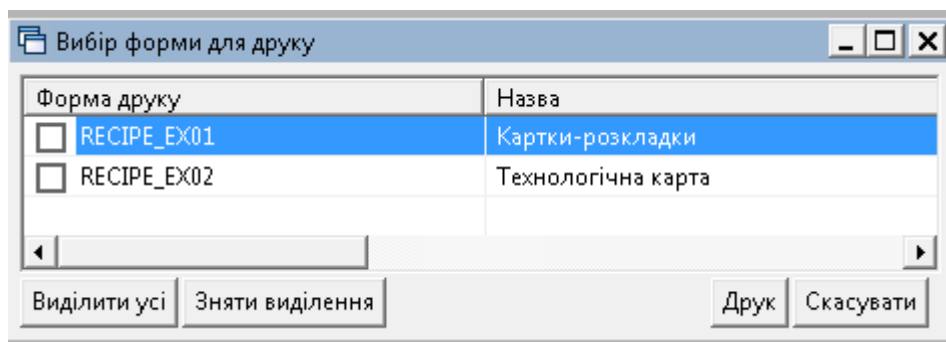 Вибір форми для друку
Форма друку Назва
RECIPE_EX01 Картки-розкладки
RECIPE_EX02 Технологічна карта
Виділити усі Зняти виділення Друк Скасувати